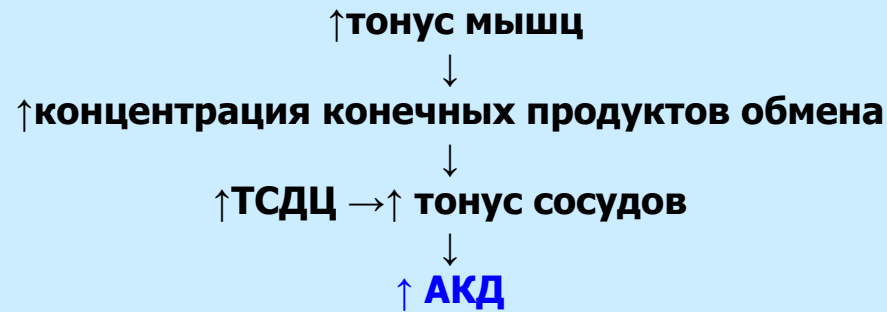 ↑тонус мышц
↓
↑концентрация конечных продуктов обмена
↓
↑ТСДЦ →↑ тонус сосудов
↓
↑ АКД